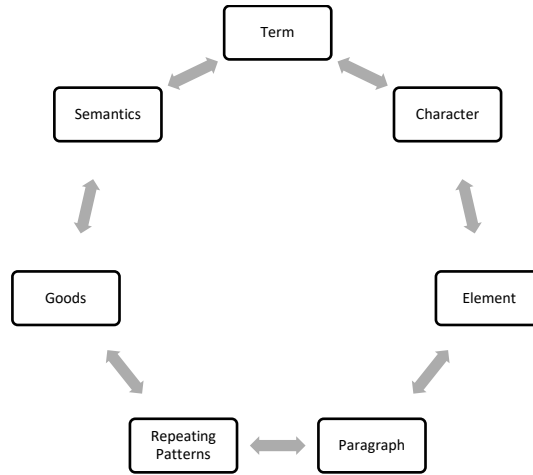 Term
Character
Element
Paragraph
Repeating
Patterns
Goods
Semantics